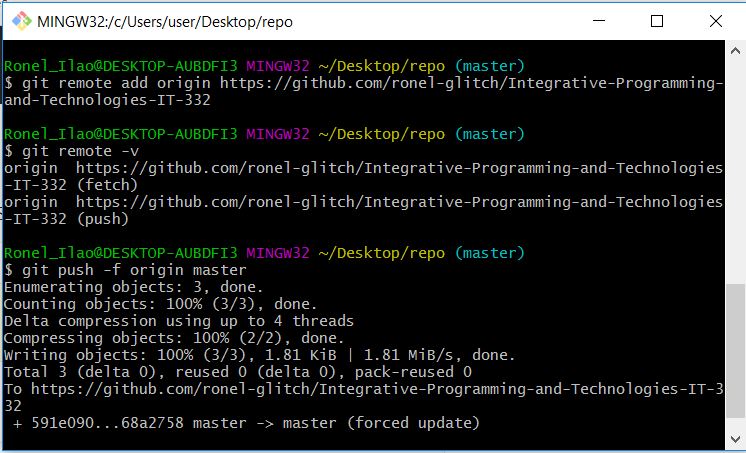 MINGW32:/c/Users/user/Desktop/repo
Ronel_Ilao@DESKTOP-AUBDFI3 MINGW32 ~/Desktop/repo (master)
$ git remote add origin https://github.com/ronel-glitch/Integrative-Programming-
and-Technologies-IT-332
Ronel_Ilao@DESKTOP-AUBDFI3 MINGW32 ~/Desktop/repo (master)
$ git remote -v
origin  https://github.com/ronel-glitch/Integrative-Programming-and-Technologies
-IT-332 (fetch)
origin  https://github.com/ronel-glitch/Integrative-Programming-and-Technologies
-IT-332 (push)
Ronel_Ilao@DESKTOP-AUBDFI3 MINGW32 ~/Desktop/repo (master)
$ git push -f origin master
Enumerating objects: 3, done.
Counting objects: 100% (3/3), done.
Delta compression using up to 4 threads
Compressing objects: 100% (2/2), done.
Writing objects: 100% (3/3), 1.81 KiB | 1.81 MiB/s, done.
Total 3 (delta 0), reused 0 (delta 0), pack-reused 0
To https://github.com/ronel-glitch/Integrative-Programming-and-Technologies-IT-3
32
 + 591e090...68a2758 master -> master (forced update)